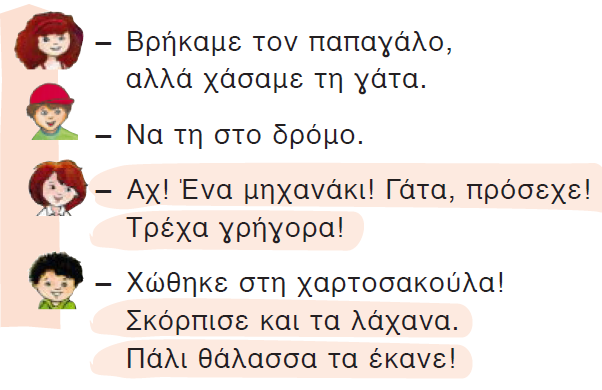 – Βρήκαμε τον παπαγάλο,
αλλά χάσαμε τη γάτα.
– Να τη στο δρόμο.
– Αχ! Ένα μηχανάκι! Γάτα, πρόσεχε!
Τρέχα γρήγορα!
– Χώθηκε στη χαρτοσακούλα!
Σκόρπισε και τα λάχανα.
Πάλι θάλασσα τα έκανε!